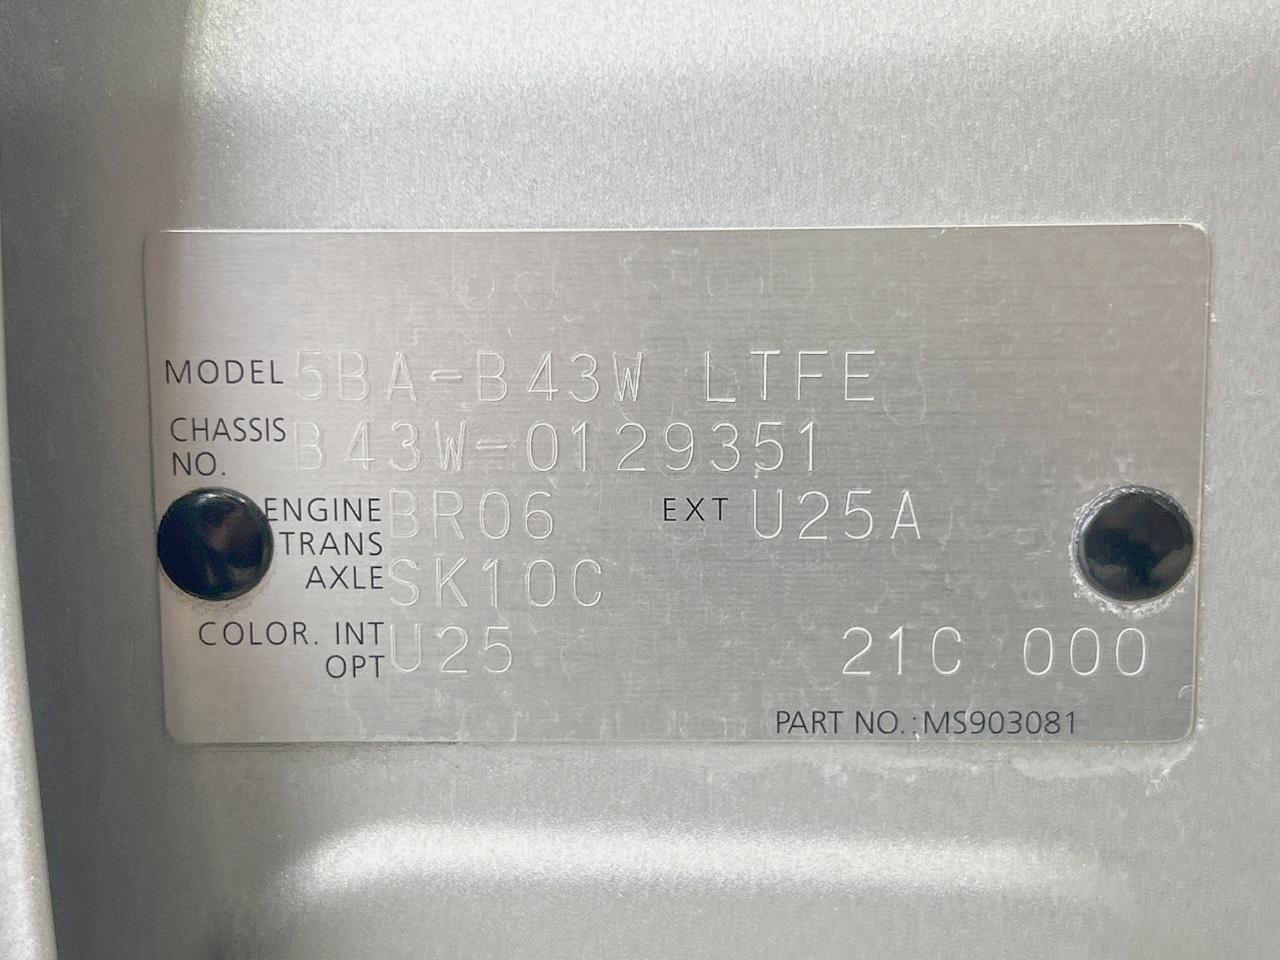 MODEL 5BA-B43W LTFE
CHASSIS NO. B43W-0129351
ENGINE BR06 EXT U25A
TRANS AXLE SK10C
COLOR. INT U25 21C 000
OPT
PART NO.:MS903081